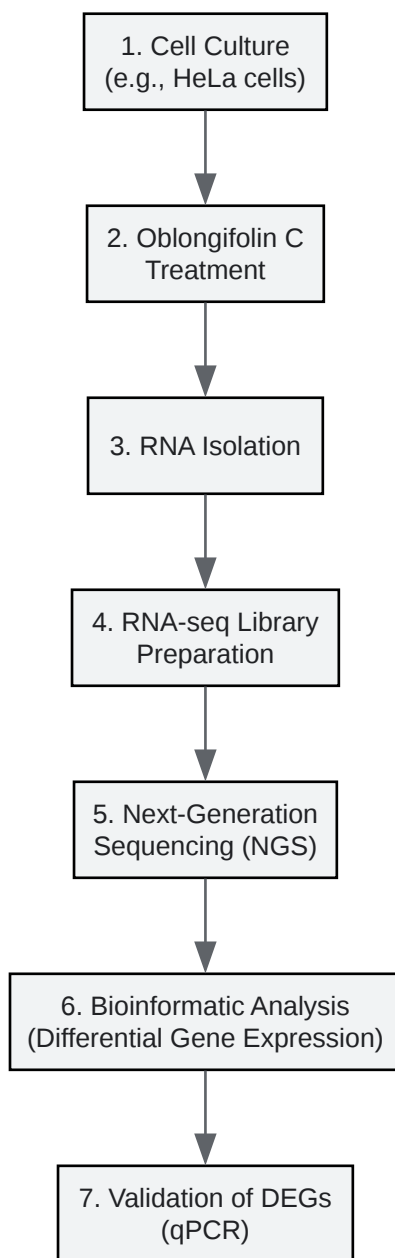 1. Cell Culture
(e.g., HeLa cells)
2. Oblongifolin C
Treatment
3. RNA Isolation
4. RNA-seq Library
Preparation
5. Next-Generation
Sequencing (NGS)
6. Bioinformatic Analysis
(Differential Gene Expression)
7. Validation of DEGs
(qPCR)